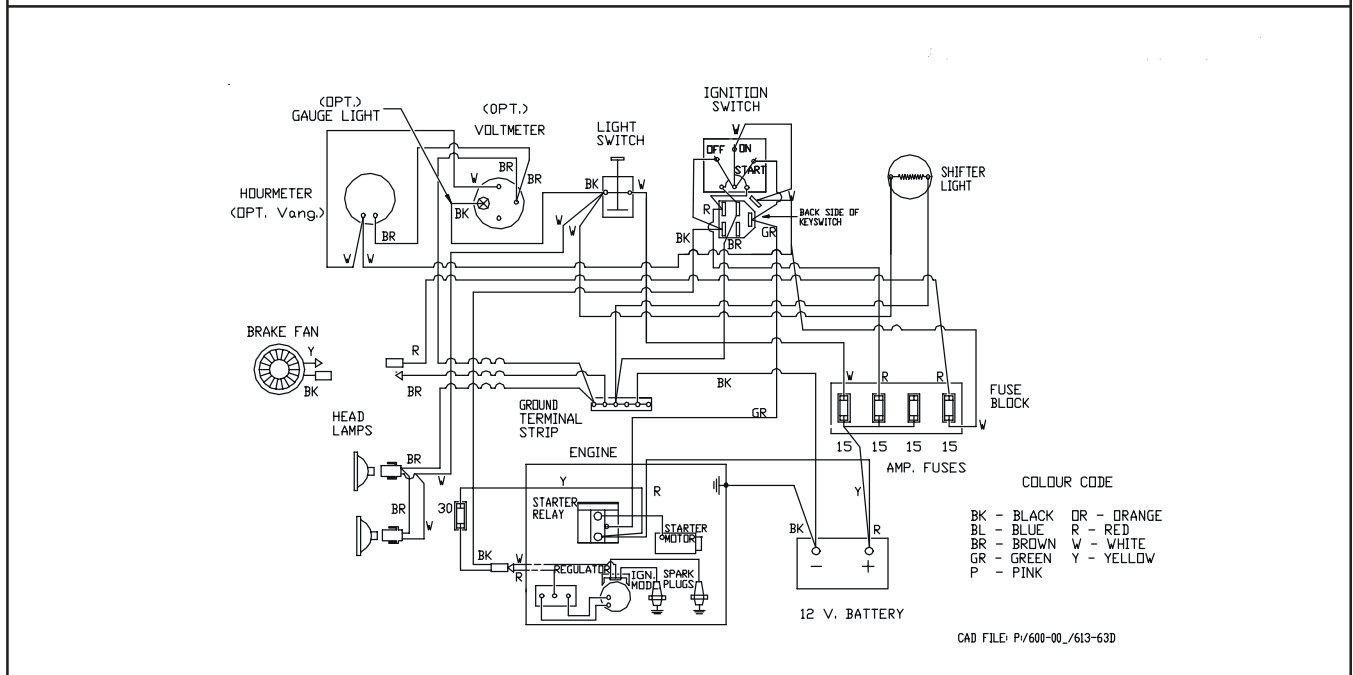 IGNITION
SWITCH
(OPT.)
GAUGE LIGHT
(OPT.)
VOLTMETER
LIGHT
SWITCH
W
OFF
ON
START
SHIFTER
LIGHT
HOURMETER
(OPT. Vang.)
W
BR
BR
BK
BK
W
W
R
BACK SIDE OF
KEYSWITCH
BR
W
W
W
W
BK
BR
GR
BRAKE FAN
Y
BK
R
BR
BK
W
R
R
FUSE
BLOCK
GROUND
TERMINAL
STRIP
GR
W
HEAD
LAMPS
15
15
15
15
AMP. FUSES
ENGINE
BR
W
Y
R
Y
COLOUR CODE
BR
W
30
STARTER
RELAY
STARTER
MOTOR
BK
R
BK - BLACK
OR - ORANGE
BL - BLUE
R - RED
BR - BROWN
W - WHITE
GR - GREEN
Y - YELLOW
P - PINK
BK
W
R
REGULATOR
IGN.
MOD.
SPARK
PLUGS
-
+
12 V. BATTERY
CAD FILE: P:/600-00_/613-63D